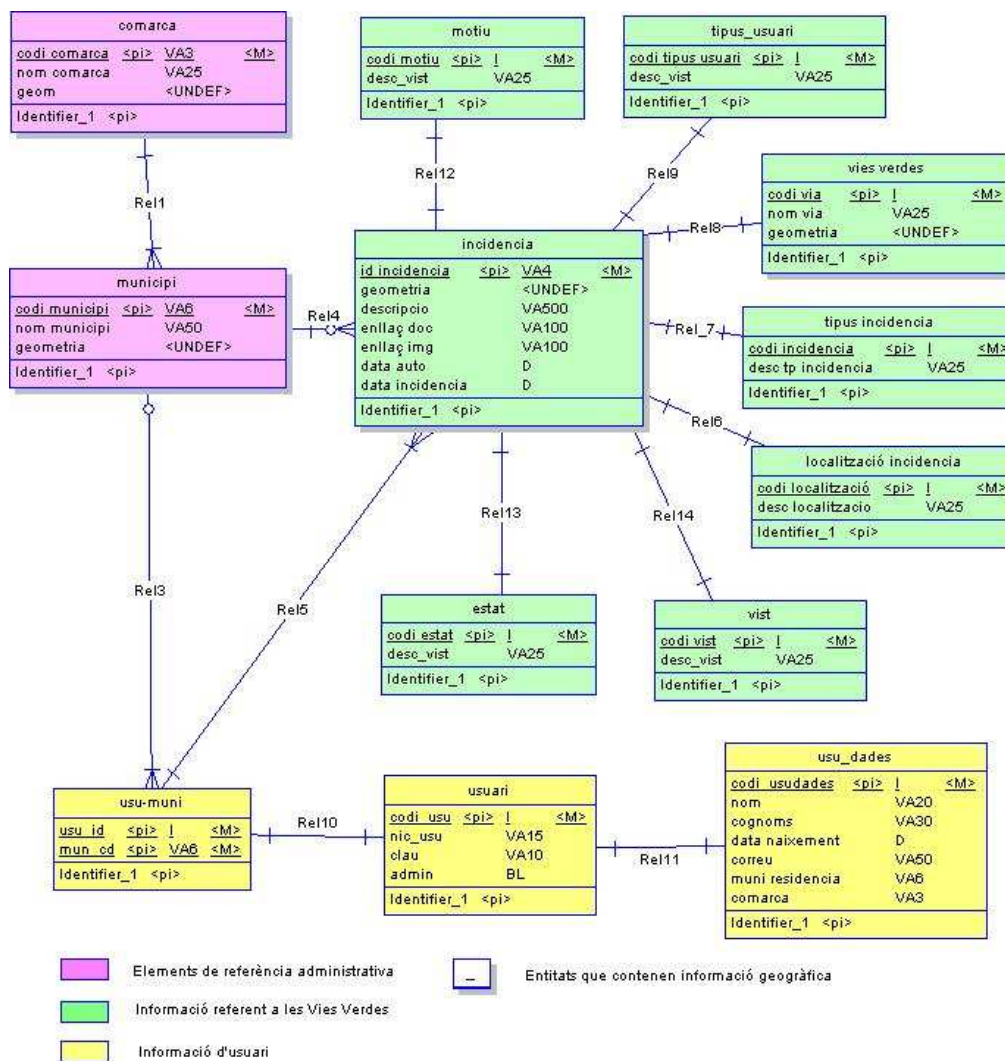 comarca
codi comarca <pi> VA3 <M>
nom comarca VA25
geom <UNDEF>
Identifier_1 <pi>
motiu
codi motiu <pi> I <M>
desc_vist VA25
Identifier_1 <pi>
tipus_usuari
codi tipus usuari <pi> I <M>
desc_vist VA25
Identifier_1 <pi>
Rel1
Rel12
Rel9
vies verdes
codi via <pi> I <M>
nom via VA25
geometria <UNDEF>
Identifier_1 <pi>
Rel8
municipi
codi municipi <pi> VA6 <M>
nom municipi VA50
geometria <UNDEF>
Identifier_1 <pi>
Rel4
incidencia
id incidencia <pi> VA4 <M>
geometria <UNDEF>
descripcio VA500
enllaç doc VA100
enllaç img VA100
data auto D
data incidencia D
Identifier_1 <pi>
Rel_7
tipus incidencia
codi incidencia <pi> I <M>
desc tp incidencia VA25
Identifier_1 <pi>
Rel6
localització incidencia
codi localització <pi> I <M>
desc localitzacio VA25
Identifier_1 <pi>
Rel13
Rel14
Rel3
Rel5
estat
codi estat <pi> I <M>
desc_vist VA25
Identifier_1 <pi>
vist
codi vist <pi> I <M>
desc_vist VA25
Identifier_1 <pi>
usu-muni
usu_id <pi> I <M>
mun_cd <pi> VA6 <M>
Identifier_1 <pi>
Rel10
usuari
codi_usu <pi> I <M>
nic_usu VA15
clau VA10
admin BL
Identifier_1 <pi>
Rel11
usu_dades
codi_usudades <pi> I <M>
nom VA20
cognoms VA30
data naixement D
correu VA50
muni residencia VA6
comarca VA3
Identifier_1 <pi>
Elements de referència administrativa
Entitats que contenen informació geogràfica
Informació referent a les Vies Verdes
Informació d'usuari